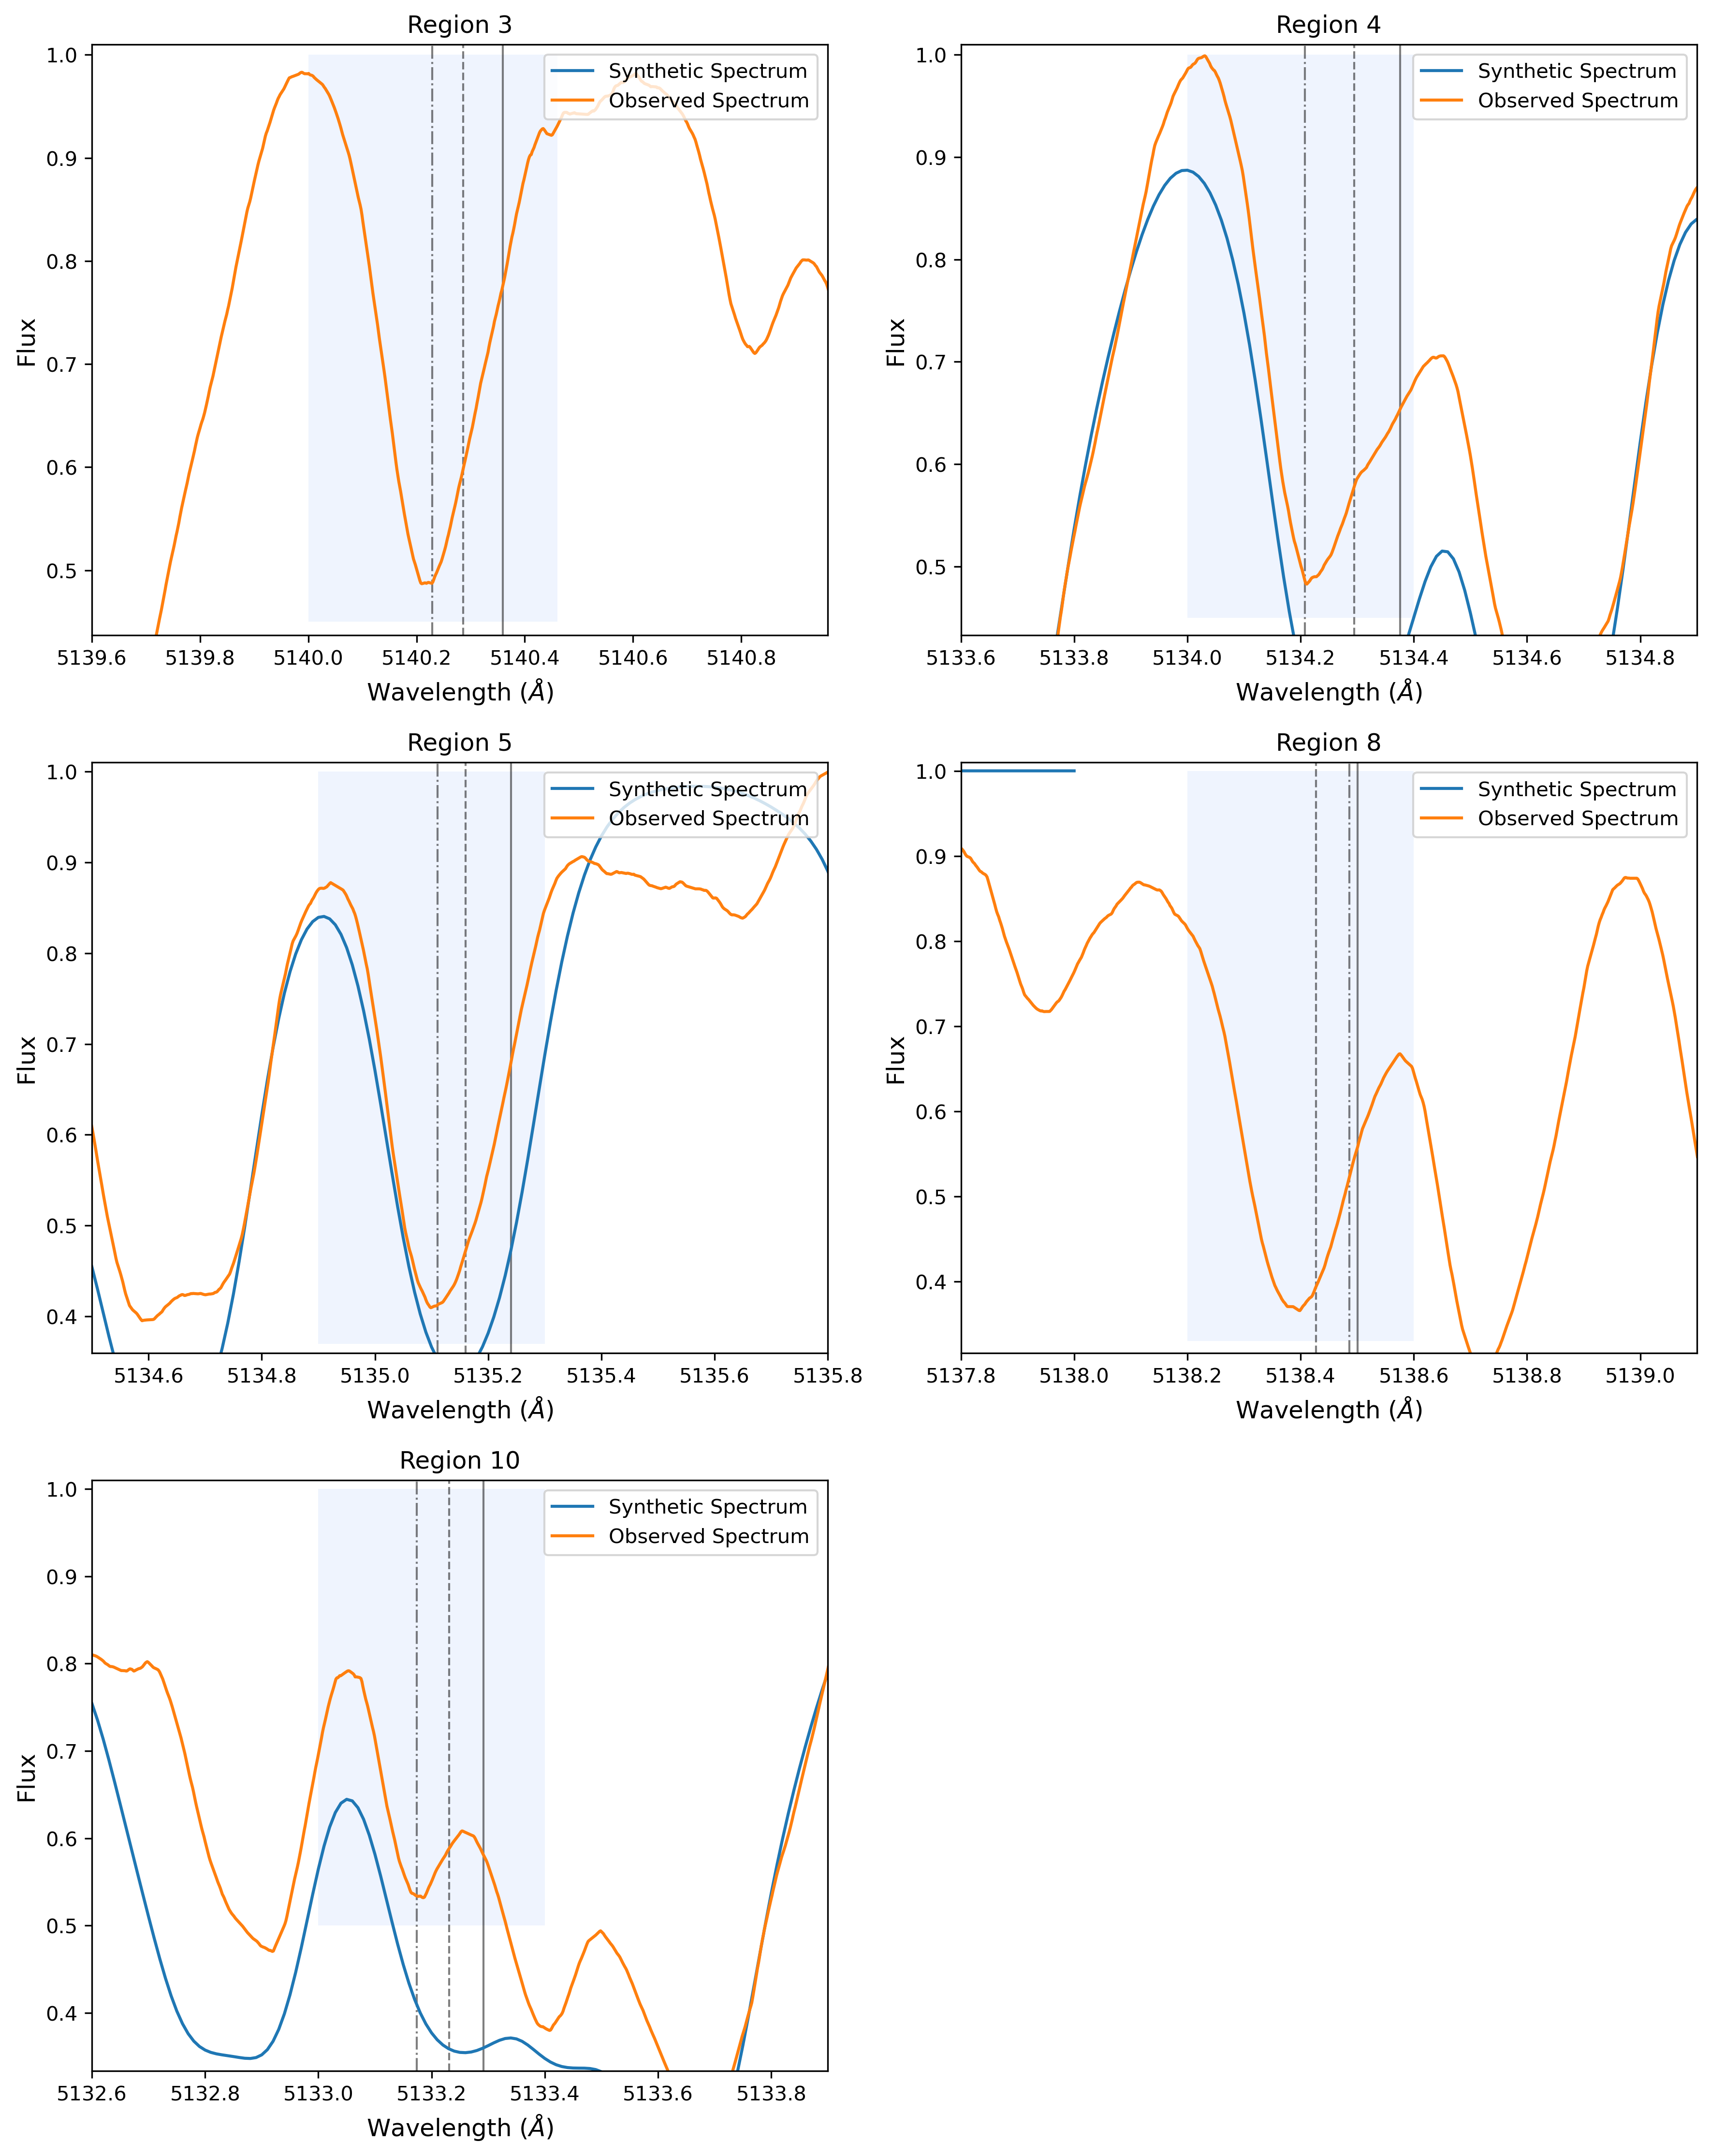 Region 3
1.0
0.9
0.8
0.7
0.6
0.5
Flux
Synthetic Spectrum
Observed Spectrum
5139.6 5139.8 5140.0 5140.2 5140.4 5140.6 5140.8
Wavelength (Å)
Region 4
1.0
0.9
0.8
0.7
0.6
0.5
Flux
Synthetic Spectrum
Observed Spectrum
5133.6 5133.8 5134.0 5134.2 5134.4 5134.6 5134.8
Wavelength (Å)
Region 5
1.0
0.9
0.8
0.7
0.6
0.5
0.4
Flux
Synthetic Spectrum
Observed Spectrum
5134.6 5134.8 5135.0 5135.2 5135.4 5135.6 5135.8
Wavelength (Å)
Region 8
1.0
0.9
0.8
0.7
0.6
0.5
0.4
Flux
Synthetic Spectrum
Observed Spectrum
5137.8 5138.0 5138.2 5138.4 5138.6 5138.8 5139.0
Wavelength (Å)
Region 10
1.0
0.9
0.8
0.7
0.6
0.5
0.4
Flux
Synthetic Spectrum
Observed Spectrum
5132.6 5132.8 5133.0 5133.2 5133.4 5133.6 5133.8
Wavelength (Å)